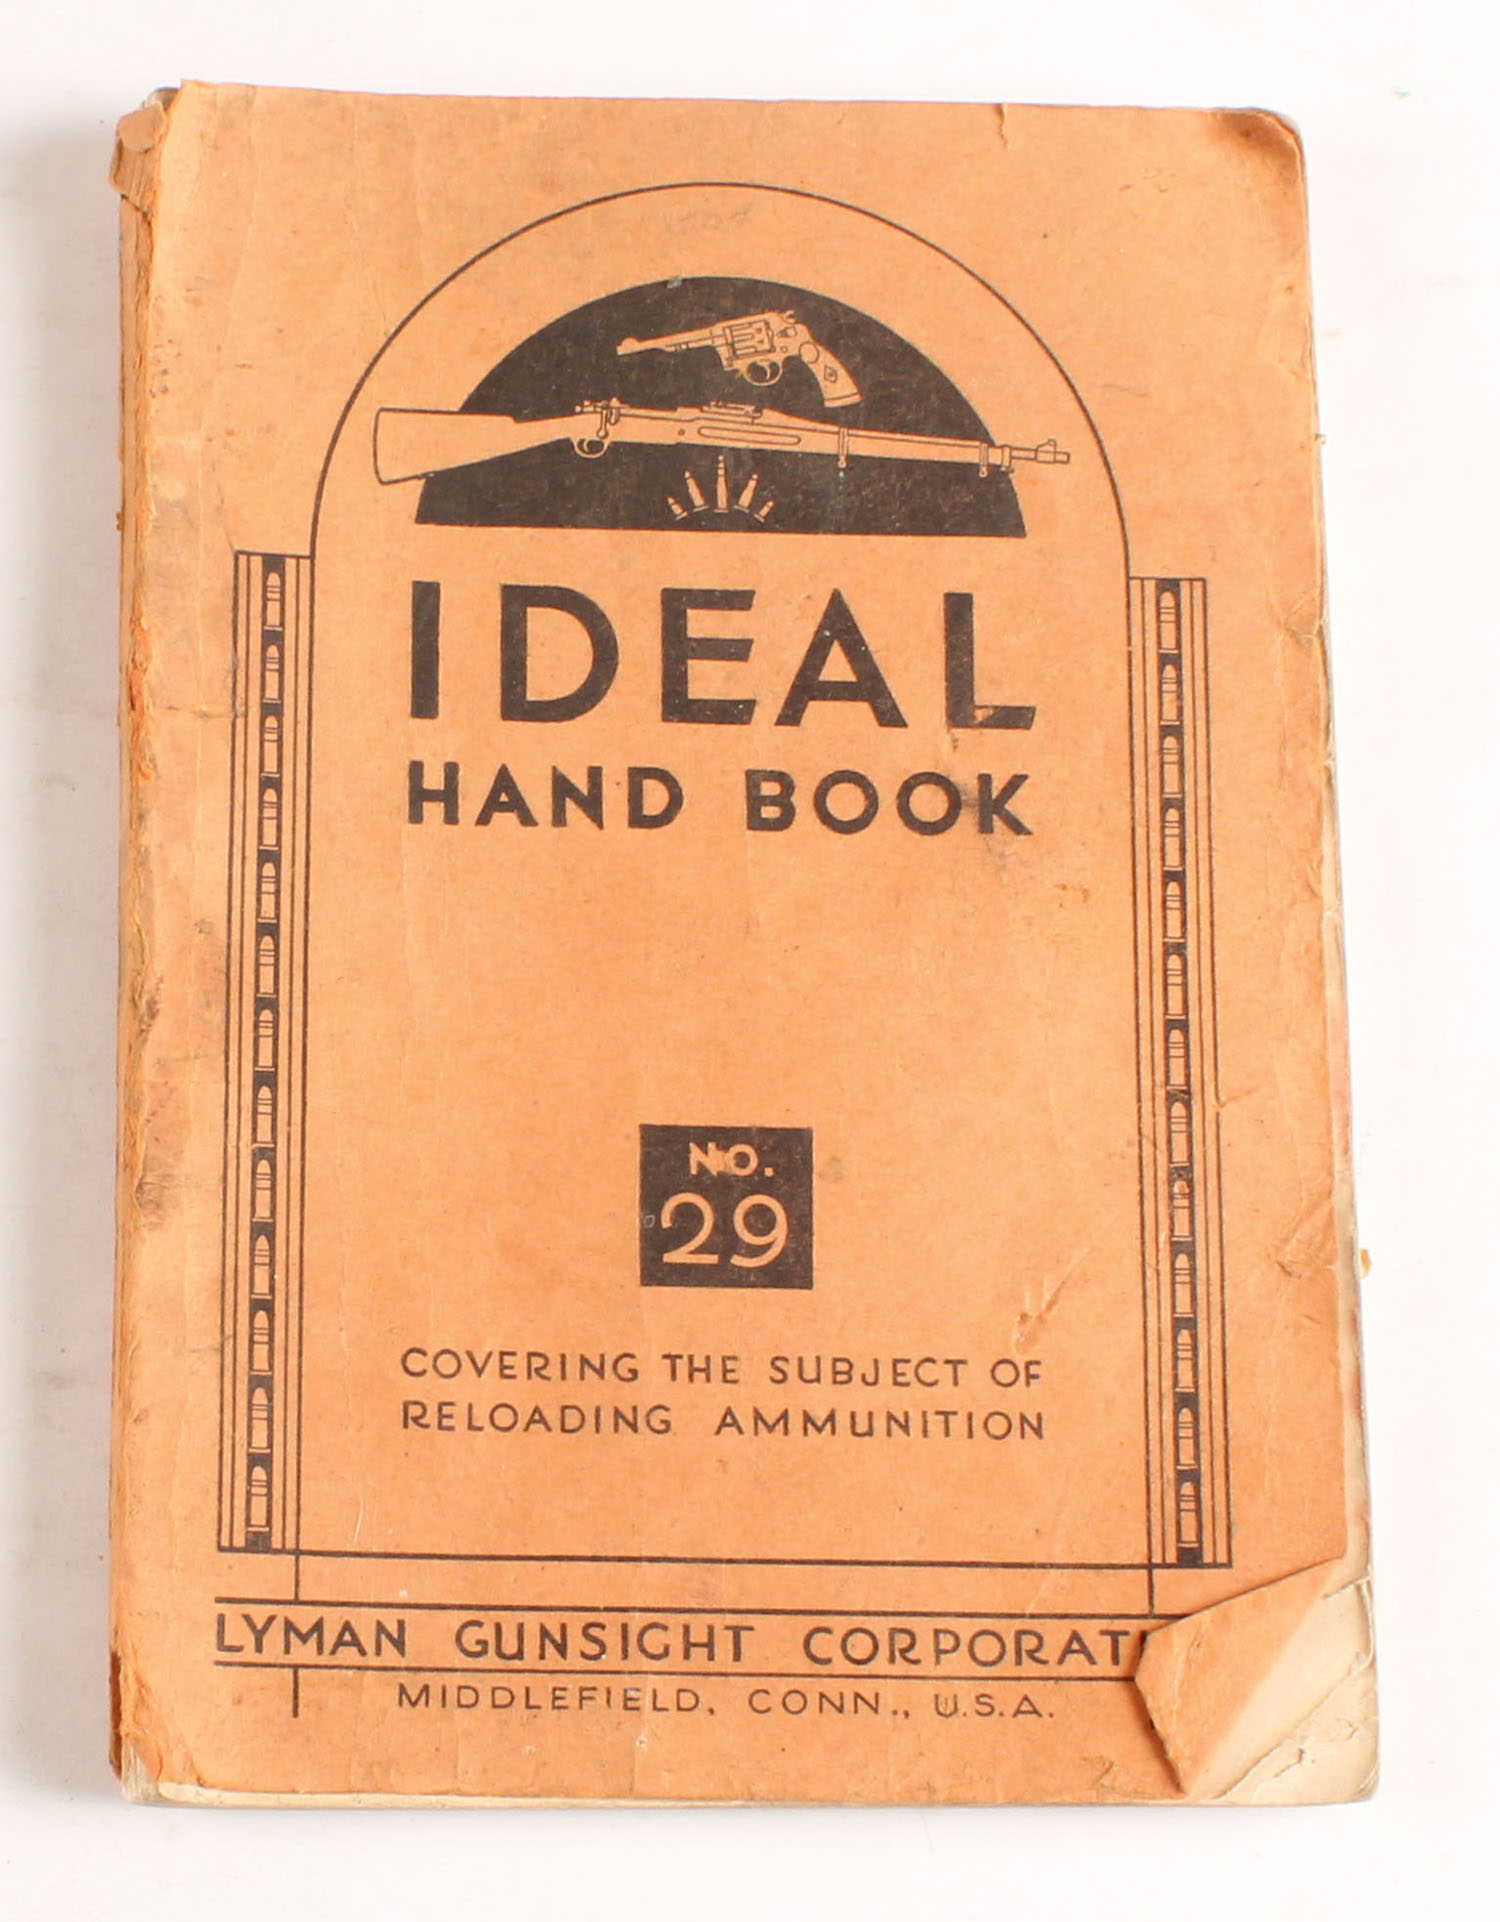 IDEAL
HAND BOOK
NO.
29
COVERING THE SUBJECT OF
RELOADING AMMUNITION
LYMAN GUNSIGHT CORPORAT
MIDDLEFIELD, CONN., U.S.A.